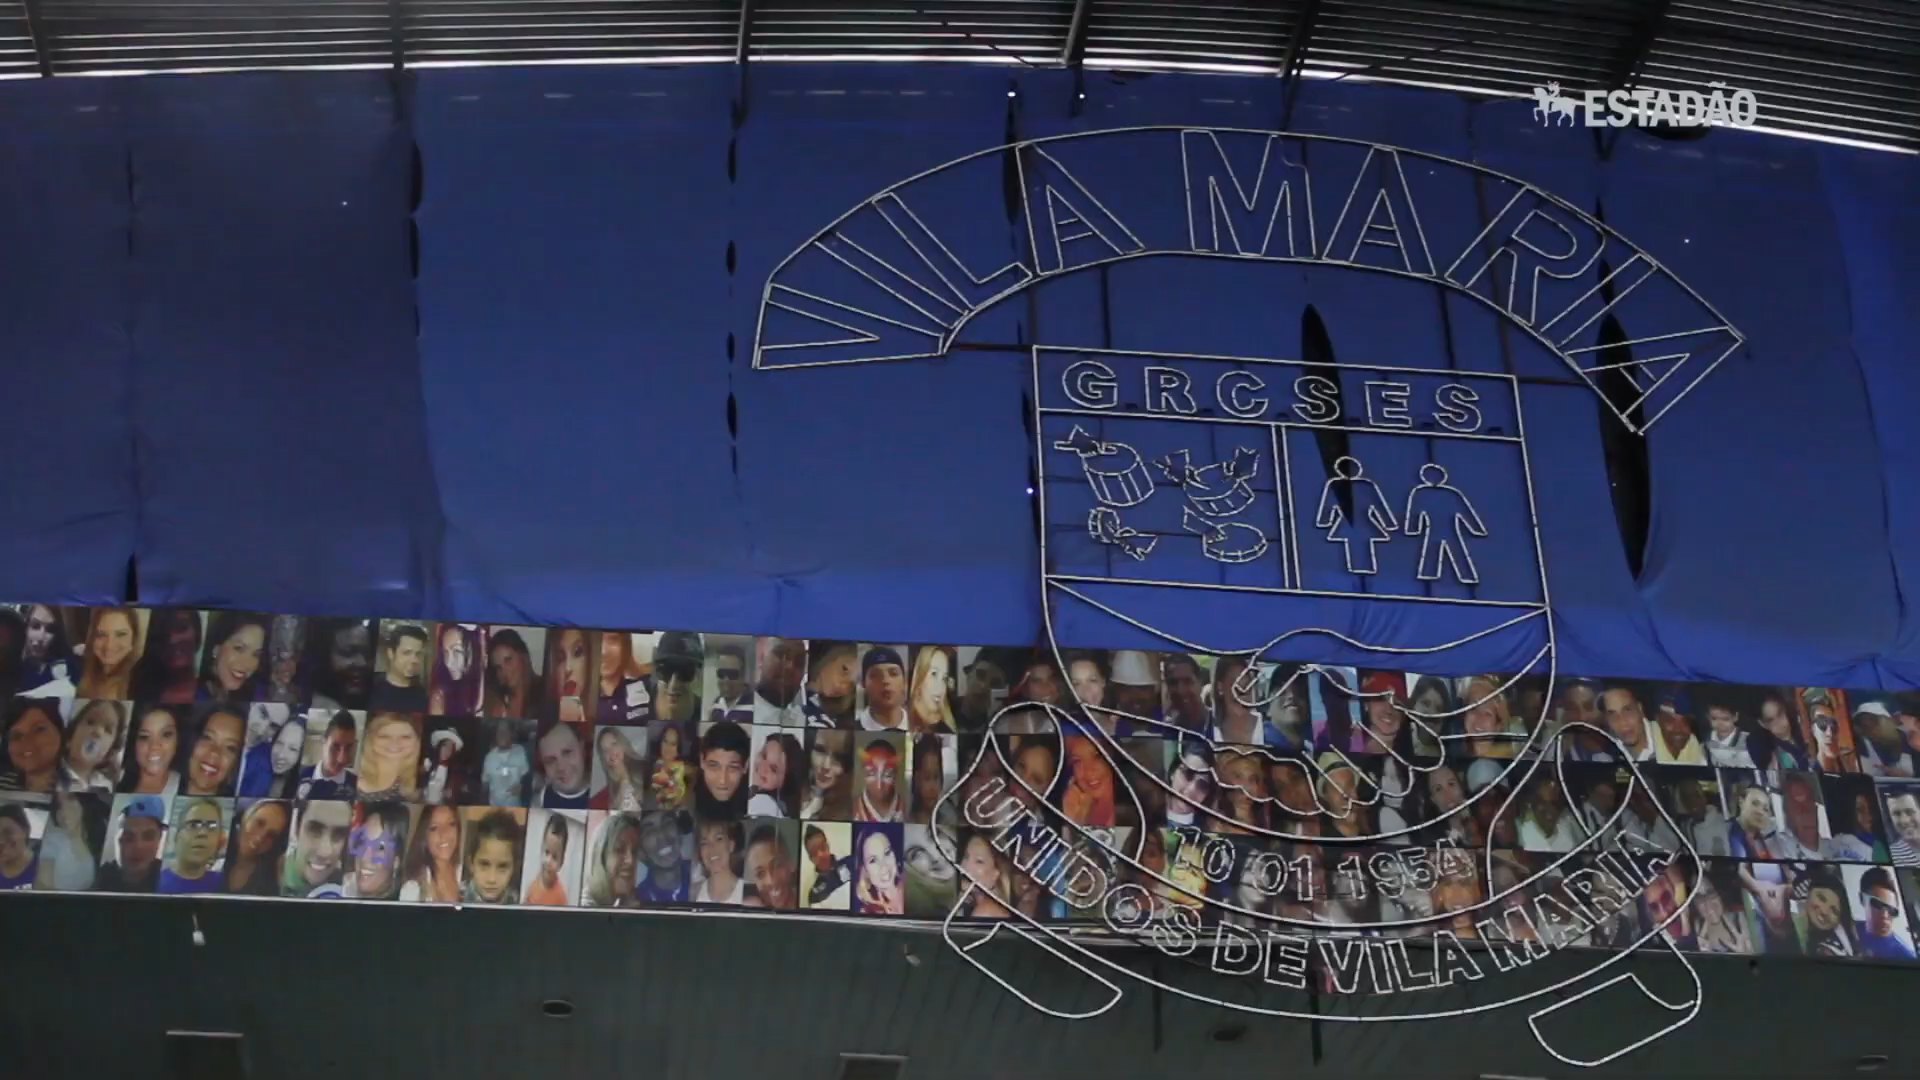 ESTADÃO
VILA MARIA
GRCSES
10 01 1954
UNIDOS DE VILA MARIA